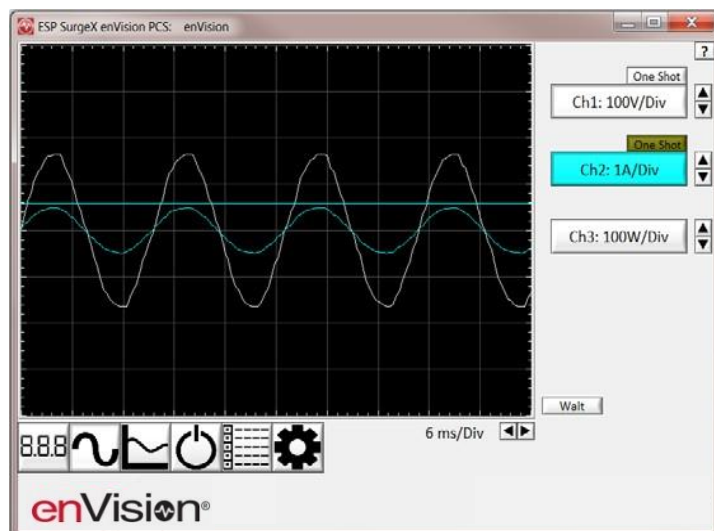 ESP SurgeX enVision PCS: enVision
?
One Shot
Ch1: 100V/Div
One Shot
Ch2: 1A/Div
Ch3: 100W/Div
Walt
6 ms/Div
8.8.8
enVision®